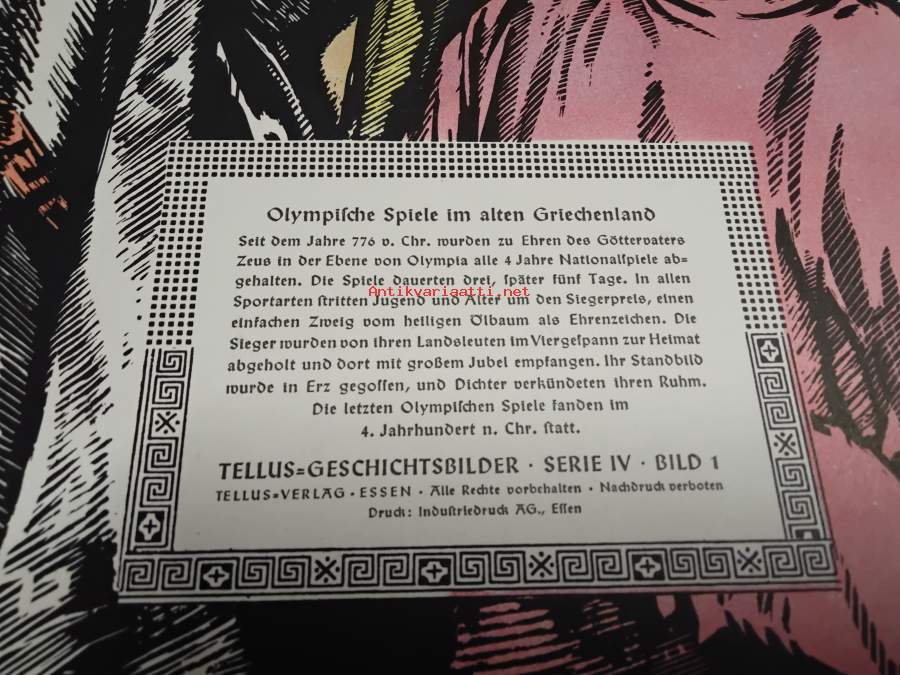 Olympiſche Spiele im alten Griechenland
Seit dem Jahre 776 v. Chr. wurden zu Ehren des Göttervaters
Zeus in der Ebene von Olympia alle 4 Jahre Nationalſpiele ab=
gehalten. Die Spiele dauerten drei, ſpäter fünf Tage. In allen
Antikvariaatti.net
Sportarten ſtritten Jugend und Alter um den Siegerpreis, einen
einfachen Zweig vom heiligen Ölbaum als Ehrenzeichen. Die
Sieger wurden von ihren Landsleuten im Viergeſpann zur Heimat
abgeholt und dort mit großem Jubel empfangen. Ihr Standbild
wurde in Erz gegoſſen, und Dichter verkündeten ihren Ruhm.
Die letzten Olympiſchen Spiele fanden im
4. Jahrhundert n. Chr. ſtatt.
TELLUS=GESCHICHTSBILDER · SERIE IV · BILD 1
TELLUS=VERLAG · ESSEN · Alle Rechte vorbehalten · Nachdruck verboten
Druck: Induſtriedruck AG., Eſſen